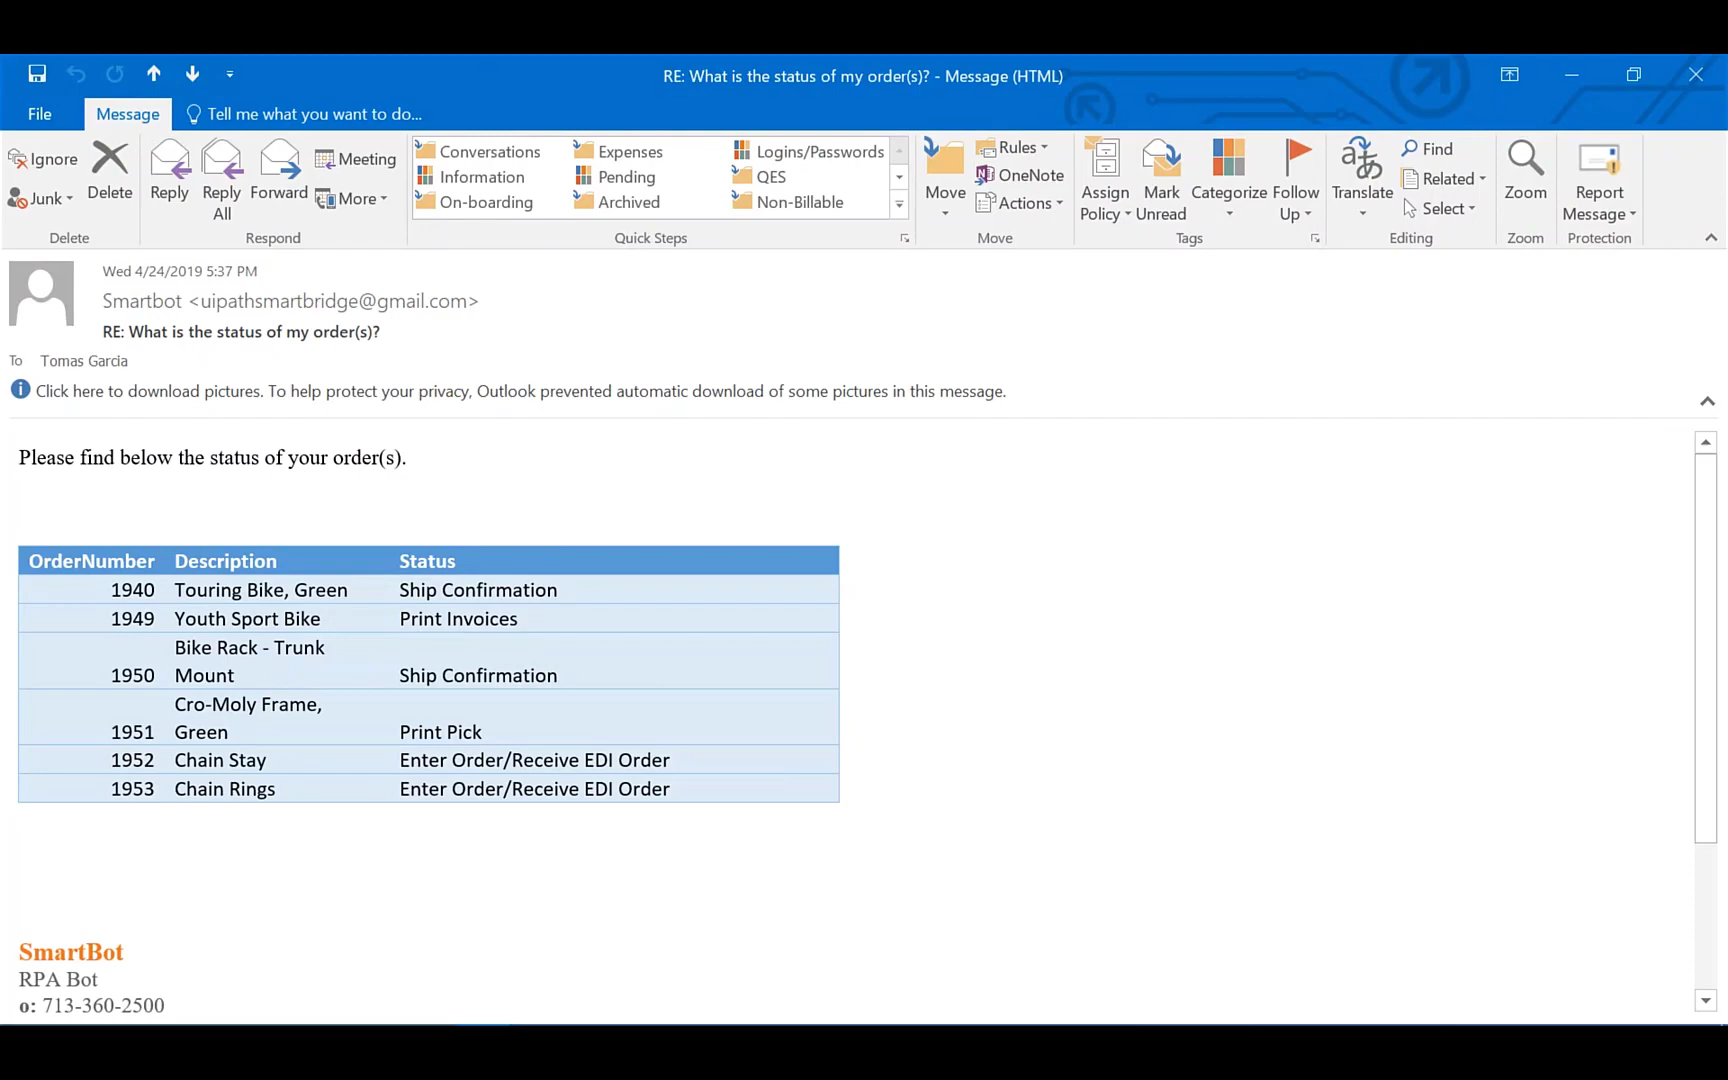 RE: What is the status of my order(s)? - Message (HTML)
File
Message
Tell me what you want to do...
Ignore
Junk
Delete
Delete
Reply
Reply All
Forward
Meeting
More
Respond
Conversations
Expenses
Logins/Passwords
Information
Pending
QES
On-boarding
Archived
Non-Billable
Quick Steps
Move
Rules
OneNote
Actions
Move
Assign Policy
Mark Unread
Categorize
Follow Up
Tags
Translate
Find
Related
Select
Editing
Zoom
Zoom
Report Message
Protection
Wed 4/24/2019 5:37 PM
Smartbot <uipathsmartbridge@gmail.com>
RE: What is the status of my order(s)?
To Tomas Garcia
Click here to download pictures. To help protect your privacy, Outlook prevented automatic download of some pictures in this message.
Please find below the status of your order(s).
OrderNumber Description Status
1940 Touring Bike, Green Ship Confirmation
1949 Youth Sport Bike Print Invoices
Bike Rack - Trunk
1950 Mount Ship Confirmation
Cro-Moly Frame,
1951 Green Print Pick
1952 Chain Stay Enter Order/Receive EDI Order
1953 Chain Rings Enter Order/Receive EDI Order
SmartBot
RPA Bot
o: 713-360-2500